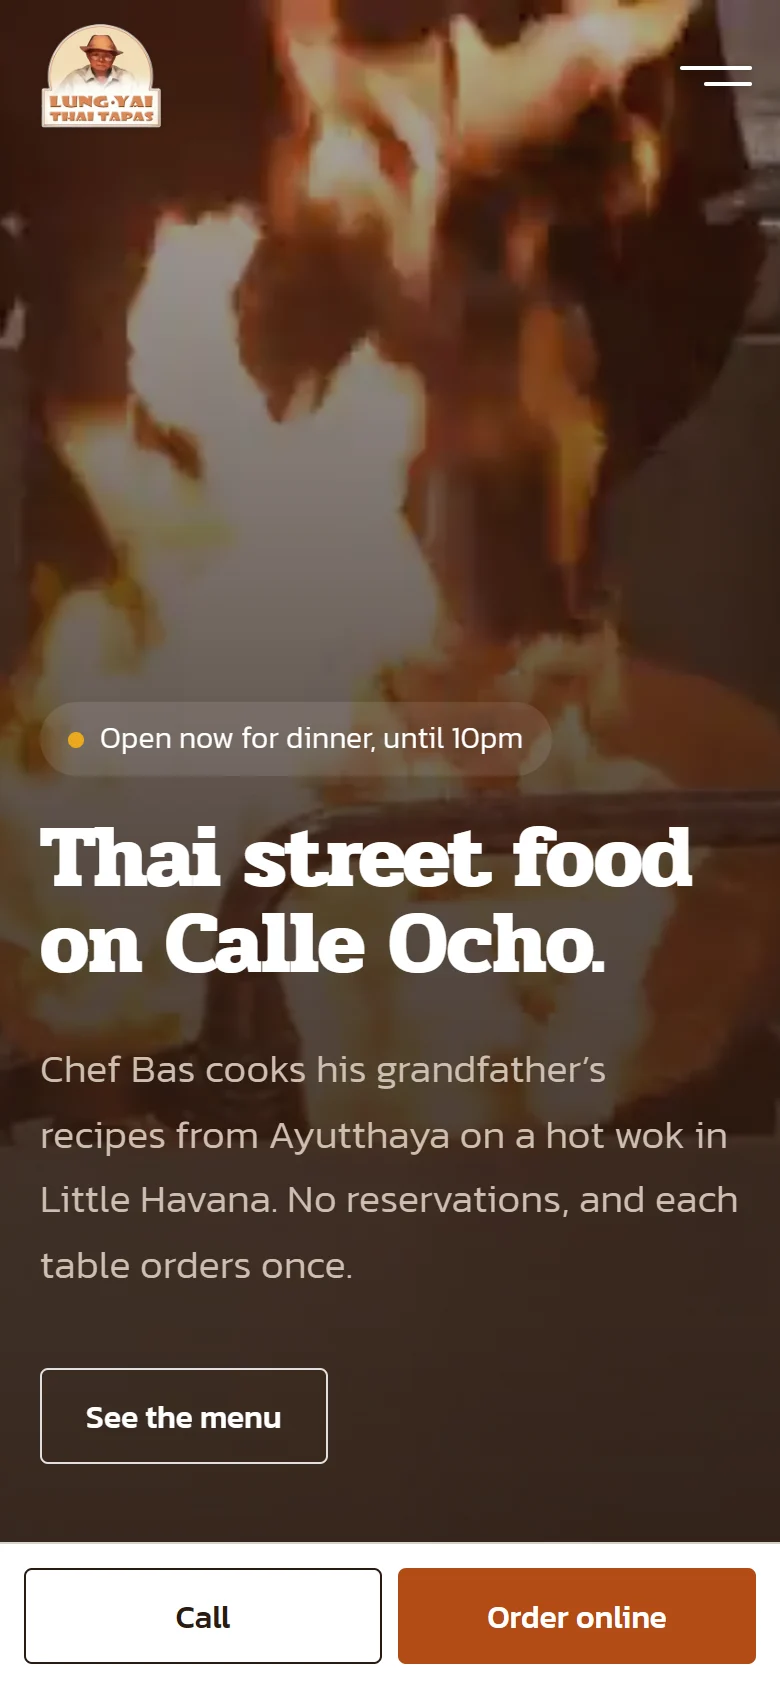 LUNG·YAI
THAI TAPAS
Open now for dinner, until 10pm
Thai street food
on Calle Ocho.
Chef Bas cooks his grandfather’s
recipes from Ayutthaya on a hot wok in
Little Havana. No reservations, and each
table orders once.
See the menu
Call
Order online